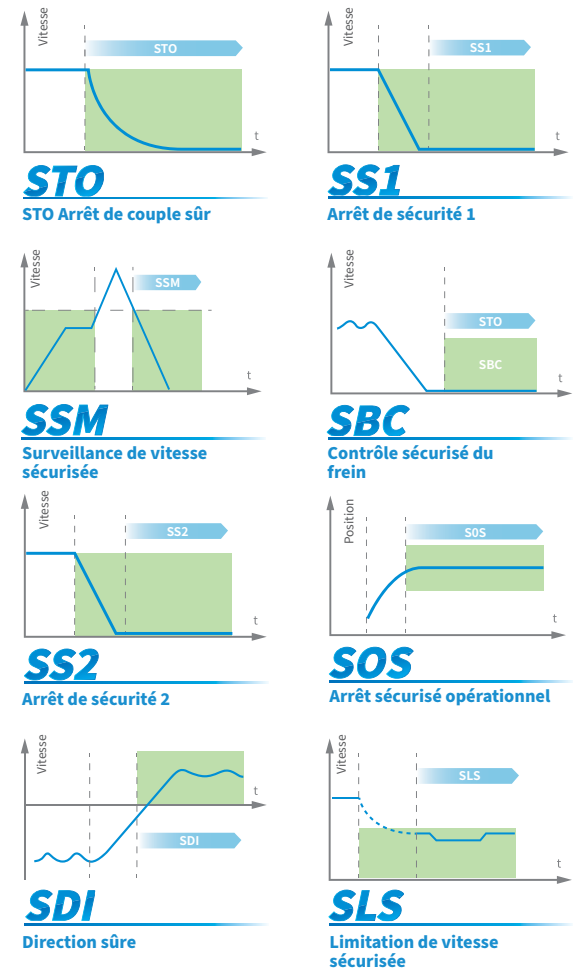 Vitesse
STO
t
STO
STO Arrêt de couple sûr
Vitesse
SS1
t
SS1
Arrêt de sécurité 1
Vitesse
SSM
t
SSM
Surveillance de vitesse
sécurisée
Vitesse
STO
SBC
t
SBC
Contrôle sécurisé du
frein
Vitesse
SS2
t
SS2
Arrêt de sécurité 2
Position
S0S
t
SOS
Arrêt sécurisé opérationnel
Vitesse
t
SDI
SDI
Direction sûre
Vitesse
SLS
t
SLS
Limitation de vitesse
sécurisée